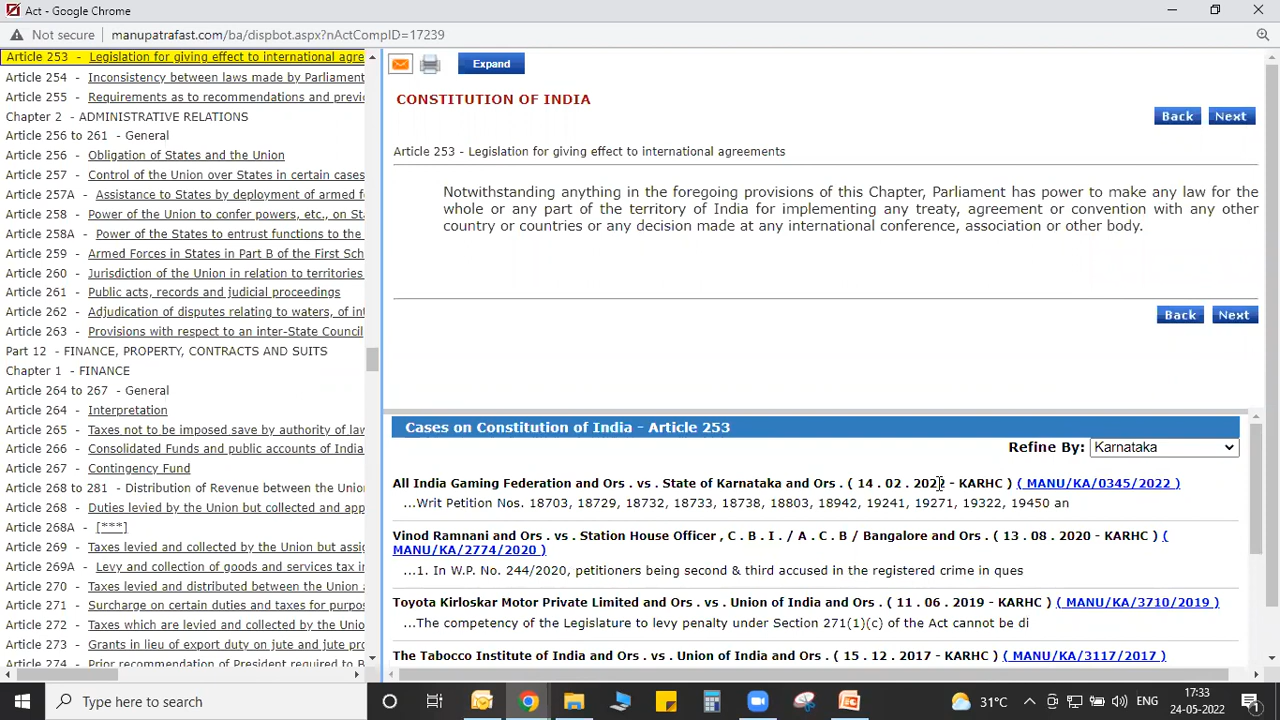 Act - Google Chrome
Not secure manupatrafast.com/ba/dispbot.aspx?nActCompID=17239
Article 253 - Legislation for giving effect to international agre
Article 254 - Inconsistency between laws made by Parliament
Article 255 - Requirements as to recommendations and previ
Chapter 2 - ADMINISTRATIVE RELATIONS
Article 256 to 261 - General
Article 256 - Obligation of States and the Union
Article 257 - Control of the Union over States in certain cases
Article 257A - Assistance to States by deployment of armed f
Article 258 - Power of the Union to confer powers, etc., on Sta
Article 258A - Power of the States to entrust functions to the
Article 259 - Armed Forces in States in Part B of the First Sch
Article 260 - Jurisdiction of the Union in relation to territories
Article 261 - Public acts, records and judicial proceedings
Article 262 - Adjudication of disputes relating to waters, of int
Article 263 - Provisions with respect to an inter-State Council
Part 12 - FINANCE, PROPERTY, CONTRACTS AND SUITS
Chapter 1 - FINANCE
Article 264 to 267 - General
Article 264 - Interpretation
Article 265 - Taxes not to be imposed save by authority of law
Article 266 - Consolidated Funds and public accounts of India
Article 267 - Contingency Fund
Article 268 to 281 - Distribution of Revenue between the Union
Article 268 - Duties levied by the Union but collected and app
Article 268A - [***]
Article 269 - Taxes levied and collected by the Union but assig
Article 269A - Levy and collection of goods and services tax in
Article 270 - Taxes levied and distributed between the Union a
Article 271 - Surcharge on certain duties and taxes for purpos
Article 272 - Taxes which are levied and collected by the Unio
Article 273 - Grants in lieu of export duty on jute and jute pro
Article 274 - Prior recommendation of President required to B
Expand
CONSTITUTION OF INDIA
Back Next
Article 253 - Legislation for giving effect to international agreements
Notwithstanding anything in the foregoing provisions of this Chapter, Parliament has power to make any law for the
whole or any part of the territory of India for implementing any treaty, agreement or convention with any other
country or countries or any decision made at any international conference, association or other body.
Back Next
Cases on Constitution of India - Article 253
Refine By: Karnataka
All India Gaming Federation and Ors . vs . State of Karnataka and Ors . ( 14 . 02 . 2022 - KARHC ) ( MANU/KA/0345/2022 )
...Writ Petition Nos. 18703, 18729, 18732, 18733, 18738, 18803, 18942, 19241, 19271, 19322, 19450 an
Vinod Ramnani and Ors . vs . Station House Officer , C . B . I . / A . C . B / Bangalore and Ors . ( 13 . 08 . 2020 - KARHC ) (
MANU/KA/2774/2020 )
...1. In W.P. No. 244/2020, petitioners being second & third accused in the registered crime in ques
Toyota Kirloskar Motor Private Limited and Ors . vs . Union of India and Ors . ( 11 . 06 . 2019 - KARHC ) ( MANU/KA/3710/2019 )
...The competency of the Legislature to levy penalty under Section 271(1)(c) of the Act cannot be di
The Tabocco Institute of India and Ors . vs . Union of India and Ors . ( 15 . 12 . 2017 - KARHC ) ( MANU/KA/3117/2017 )
Type here to search
31°C
ENG
17:33
24-05-2022
1